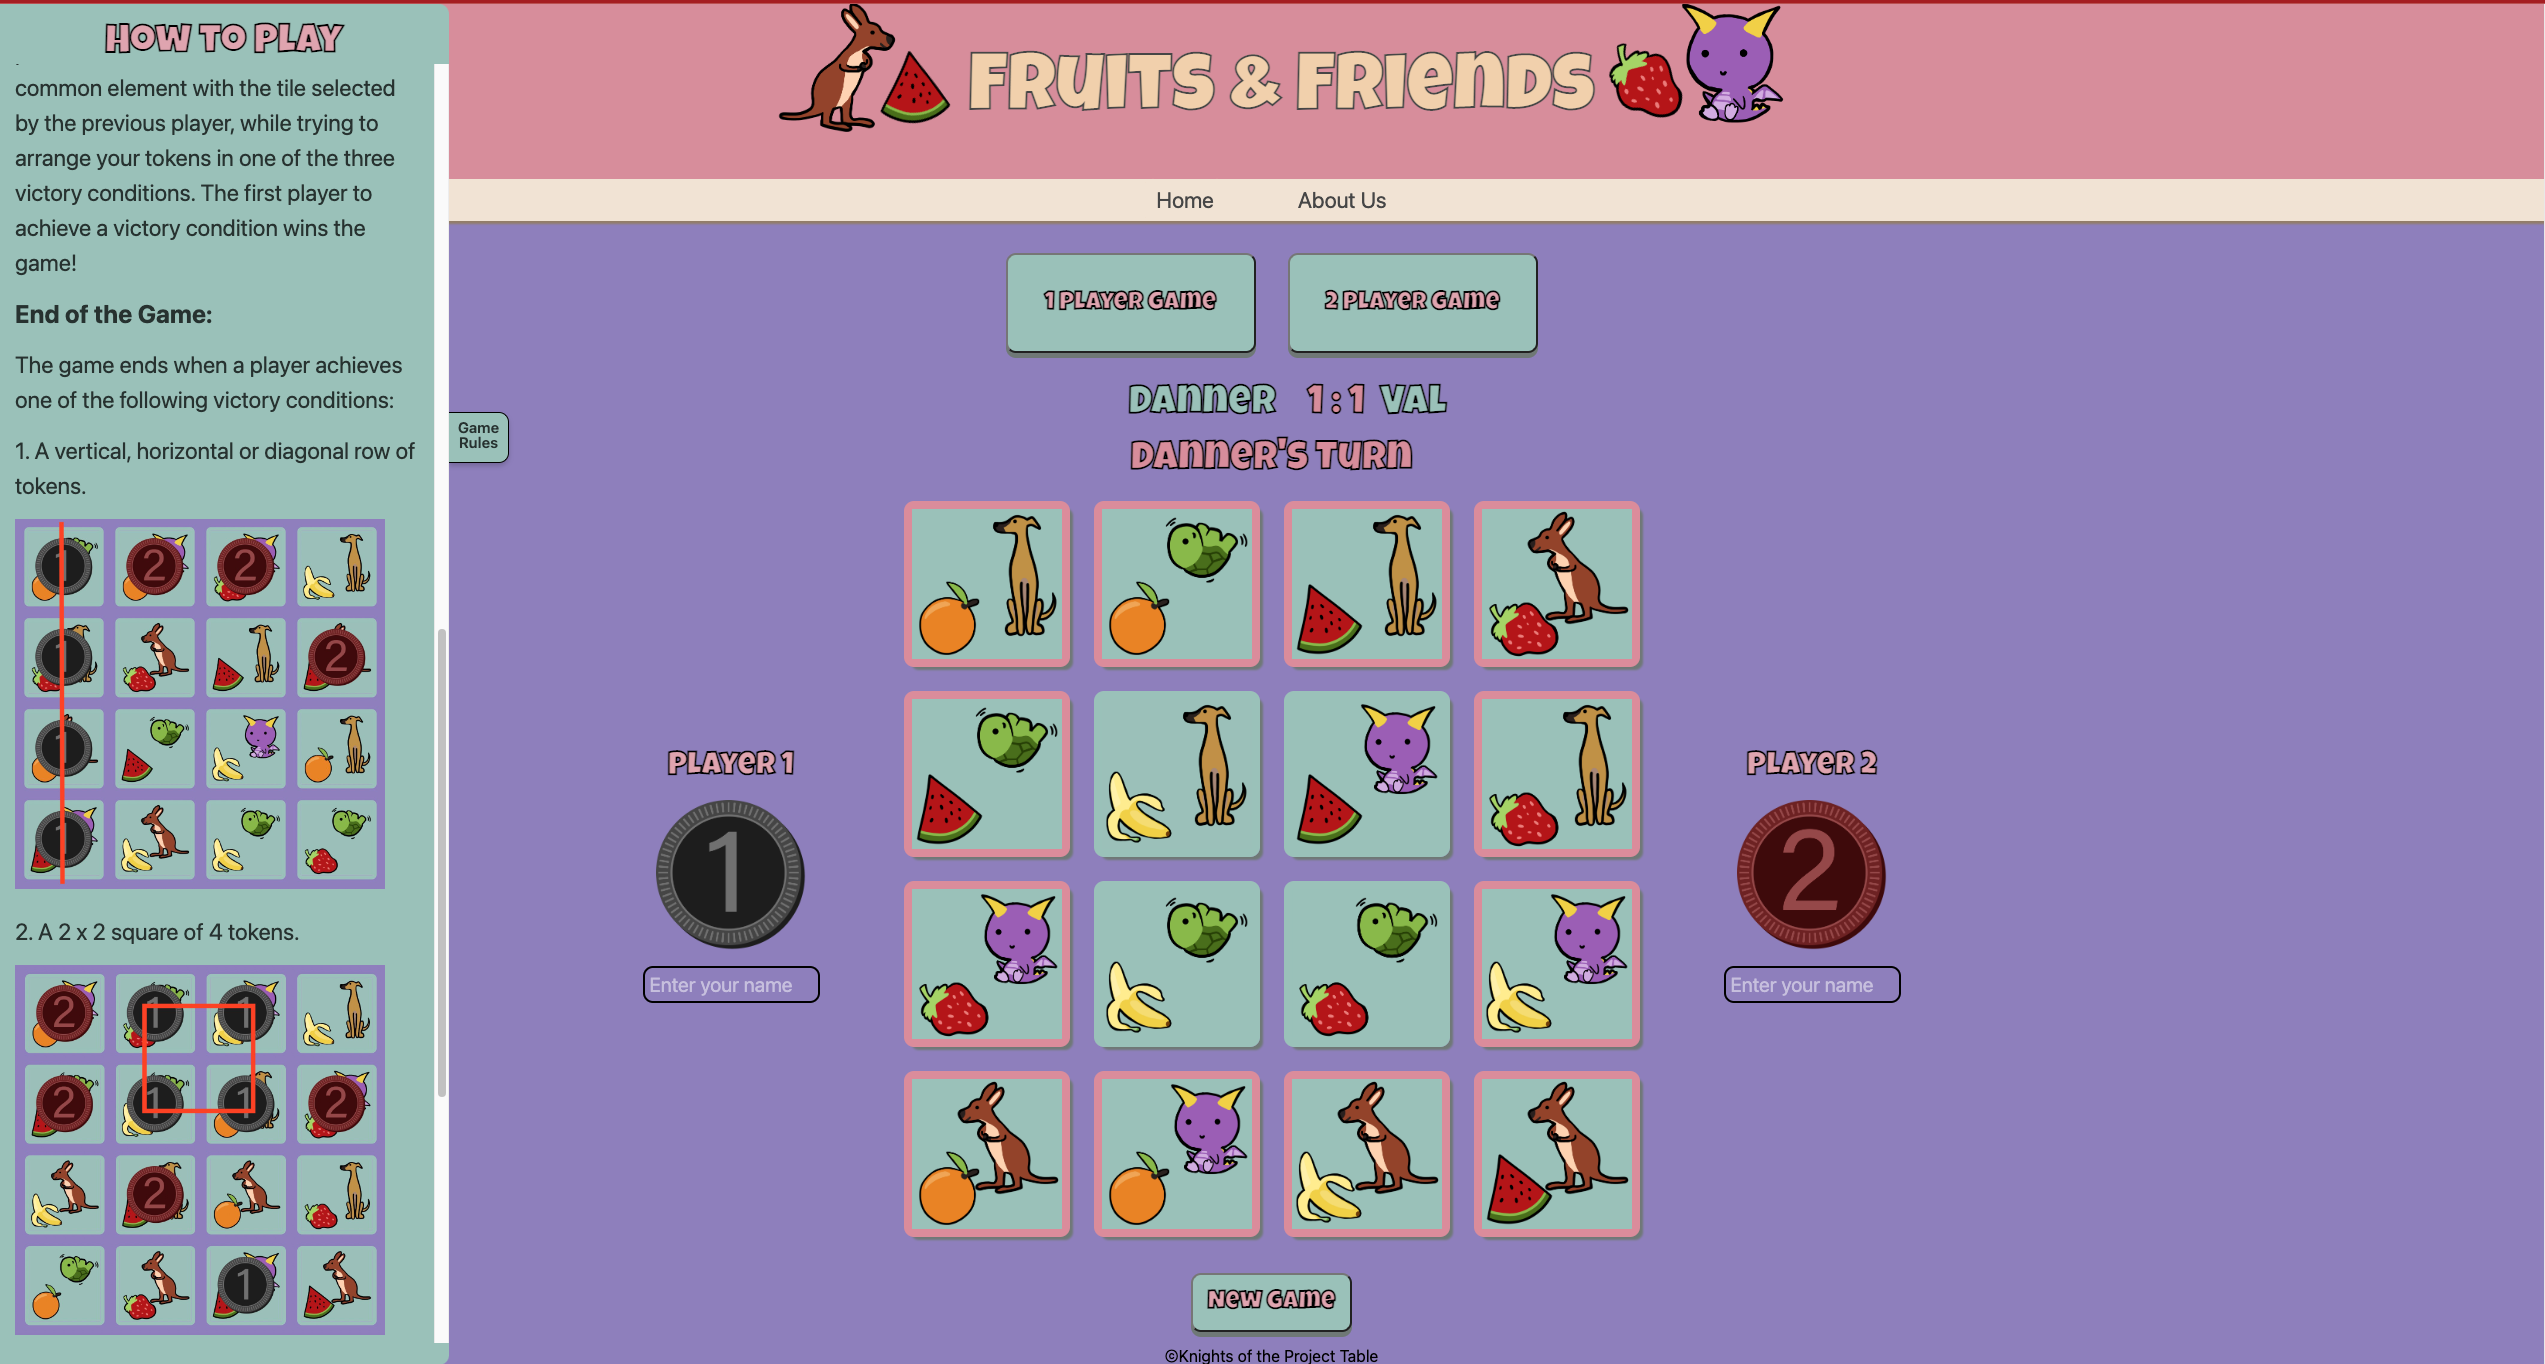 HOW TO PLAY
common element with the tile selected
by the previous player, while trying to
arrange your tokens in one of the three
victory conditions. The first player to
achieve a victory condition wins the
game!
End of the Game:
The game ends when a player achieves
one of the following victory conditions:
1. A vertical, horizontal or diagonal row of
tokens.
1 2 2
1 2
1
1
2. A 2 x 2 square of 4 tokens.
2 1 1
2 1 1 2
2
1
Game
Rules
FRUITS & FRIENDS
Home About Us
1 PLAYER GAME 2 PLAYER GAME
DANNER 1 : 1 VAL
DANNER'S TURN
PLAYER 1
1
Enter your name
PLAYER 2
2
Enter your name
NEW GAME
©Knights of the Project Table